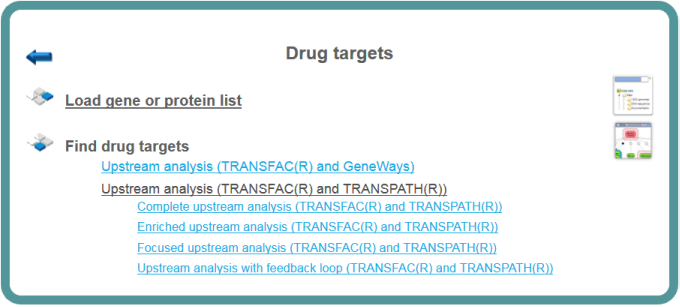 Drug targets
Load gene or protein list
Find drug targets
Upstream analysis (TRANSFAC(R) and GeneWays)
Upstream analysis (TRANSFAC(R) and TRANSPATH(R))
Complete upstream analysis (TRANSFAC(R) and TRANSPATH(R))
Enriched upstream analysis (TRANSFAC(R) and TRANSPATH(R))
Focused upstream analysis (TRANSFAC(R) and TRANSPATH(R))
Upstream analysis with feedback loop (TRANSFAC(R) and TRANSPATH(R))